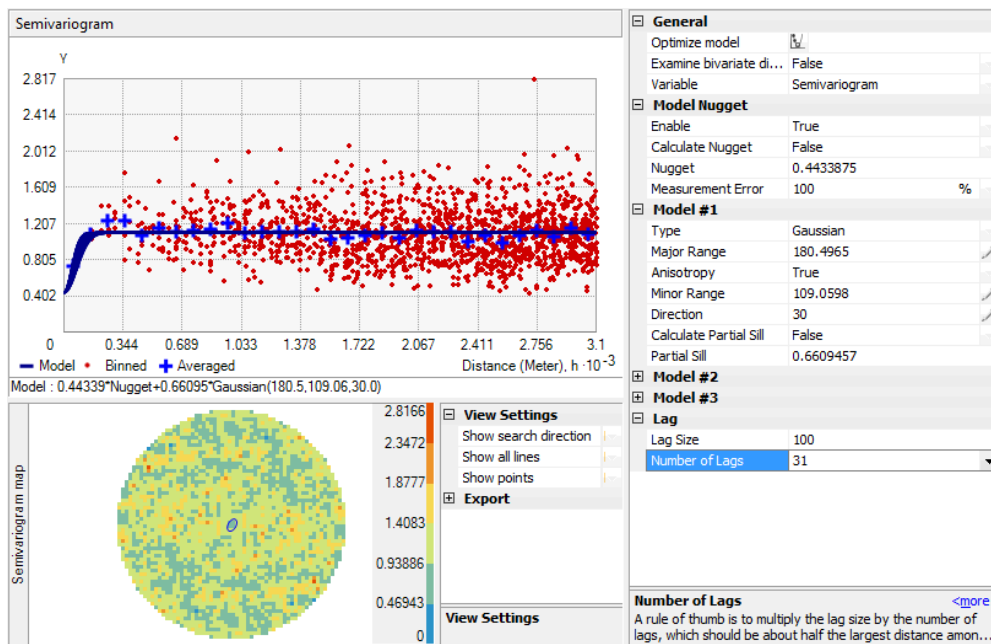 Semivariogram
Y
2.817
2.414
2.012
1.609
1.207
0.805
0.402
0 0.344 0.689 1.033 1.378 1.722 2.067 2.411 2.756 3.1
Model Binned Averaged Distance (Meter), h ·10⁻³
Model : 0.44339*Nugget+0.66095*Gaussian(180.5,109.06,30.0)
Semivariogram map
2.8166
2.3472
1.8777
1.4083
0.93886
0.46943
0
View Settings
Show search direction
Show all lines
Show points
Export
View Settings
General
Optimize model
Examine bivariate di... False
Variable Semivariogram
Model Nugget
Enable True
Calculate Nugget False
Nugget 0.4433875
Measurement Error 100 %
Model #1
Type Gaussian
Major Range 180.4965
Anisotropy True
Minor Range 109.0598
Direction 30
Calculate Partial Sill False
Partial Sill 0.6609457
Model #2
Model #3
Lag
Lag Size 100
Number of Lags 31
Number of Lags <more
A rule of thumb is to multiply the lag size by the number of
lags, which should be about half the largest distance amon...